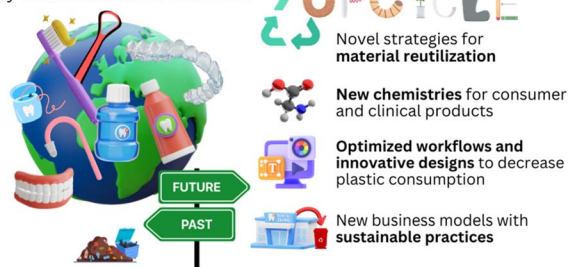 Novel strategies for
material reutilization
New chemistries for consumer
and clinical products
Optimized workflows and
innovative designs to decrease
plastic consumption
New business models with
sustainable practices
FUTURE
PAST
T